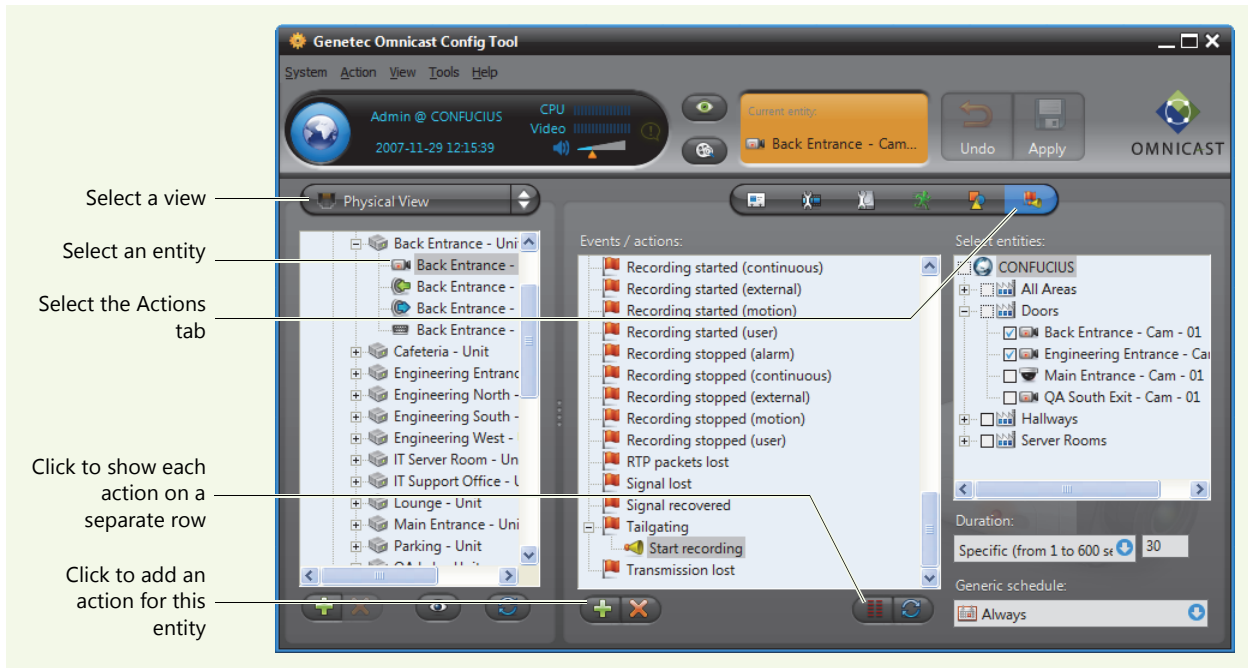 Genetec Omnicast Config Tool
System Action View Tools Help
Admin @ CONFUCIUS
2007-11-29 12:15:39
CPU
Video
Current entity:
Back Entrance - Cam...
Undo
Apply
OMNICAST
Select a view
Select an entity
Select the Actions
tab
Click to show each
action on a
separate row
Click to add an
action for this
entity
Physical View
Back Entrance - Uni
Back Entrance -
Back Entrance -
Back Entrance -
Back Entrance -
Cafeteria - Unit
Engineering Entranc
Engineering North -
Engineering South -
Engineering West -
IT Server Room - Un
IT Support Office - U
Lounge - Unit
Main Entrance - Uni
Parking - Unit
Events / actions:
Recording started (continuous)
Recording started (external)
Recording started (motion)
Recording started (user)
Recording stopped (alarm)
Recording stopped (continuous)
Recording stopped (external)
Recording stopped (motion)
Recording stopped (user)
RTP packets lost
Signal lost
Signal recovered
Tailgating
Start recording
Transmission lost
Select entities:
CONFUCIUS
All Areas
Doors
Back Entrance - Cam - 01
Engineering Entrance - Ca
Main Entrance - Cam - 01
QA South Exit - Cam - 01
Hallways
Server Rooms
Duration:
Specific (from 1 to 600 se
30
Generic schedule:
Always